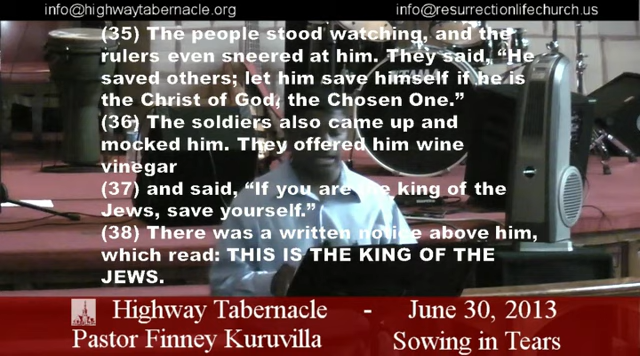 info@highwaytabernacle.org info@resurrectionlifechurch.us
(35) The people stood watching, and the
rulers even sneered at him. They said, “He
saved others; let him save himself if he is
the Christ of God, the Chosen One.”
(36) The soldiers also came up and
mocked him. They offered him wine
vinegar
(37) and said, “If you are the king of the
Jews, save yourself.”
(38) There was a written notice above him,
which read: THIS IS THE KING OF THE
JEWS.
Highway Tabernacle - June 30, 2013
Pastor Finney Kuruvilla Sowing in Tears